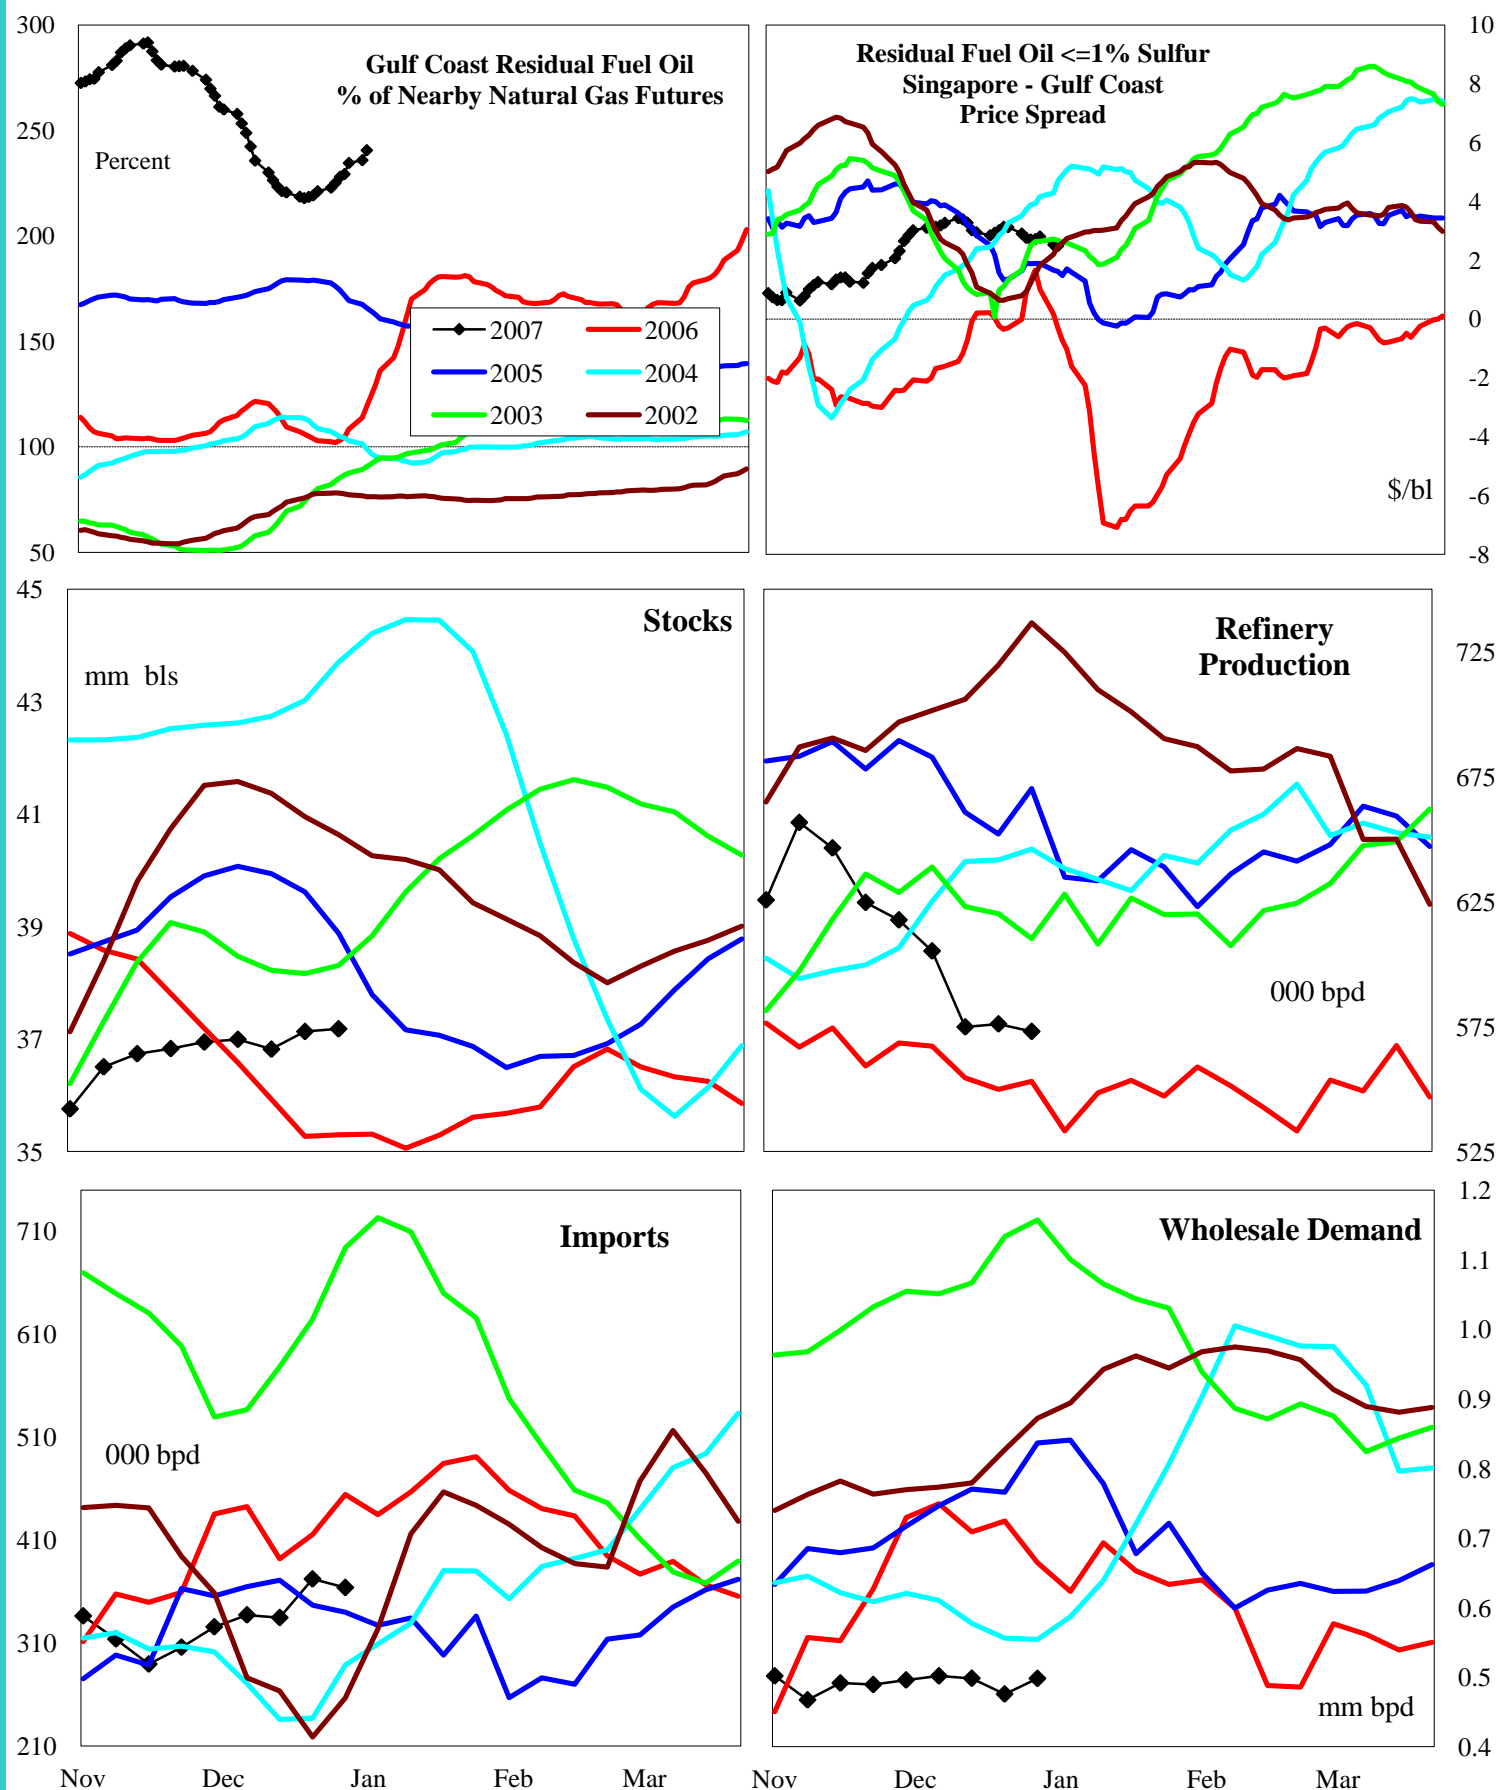 300
250
200
150
100
50
Gulf Coast Residual Fuel Oil
% of Nearby Natural Gas Futures
Percent
2007
2006
2005
2004
2003
2002
Residual Fuel Oil <=1% Sulfur
Singapore - Gulf Coast
Price Spread
$/bl
10
8
6
4
2
0
-2
-4
-6
-8
45
43
41
39
37
35
Stocks
mm bls
Refinery
Production
000 bpd
725
675
625
575
525
710
610
510
410
310
210
Imports
000 bpd
Nov
Dec
Jan
Feb
Mar
Wholesale Demand
mm bpd
1.2
1.1
1.0
0.9
0.8
0.7
0.6
0.5
0.4
Nov
Dec
Jan
Feb
Mar